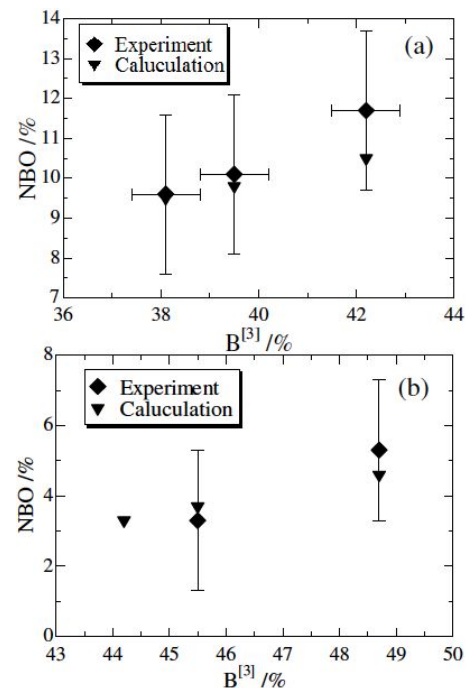 14
13
12
11
10
9
8
7
NBO /%
Experiment
Caluculation
(a)
36 38 40 42 44
B[3] /%
8
6
4
2
0
NBO /%
Experiment
Caluculation
(b)
43 44 45 46 47 48 49 50
B[3] /%